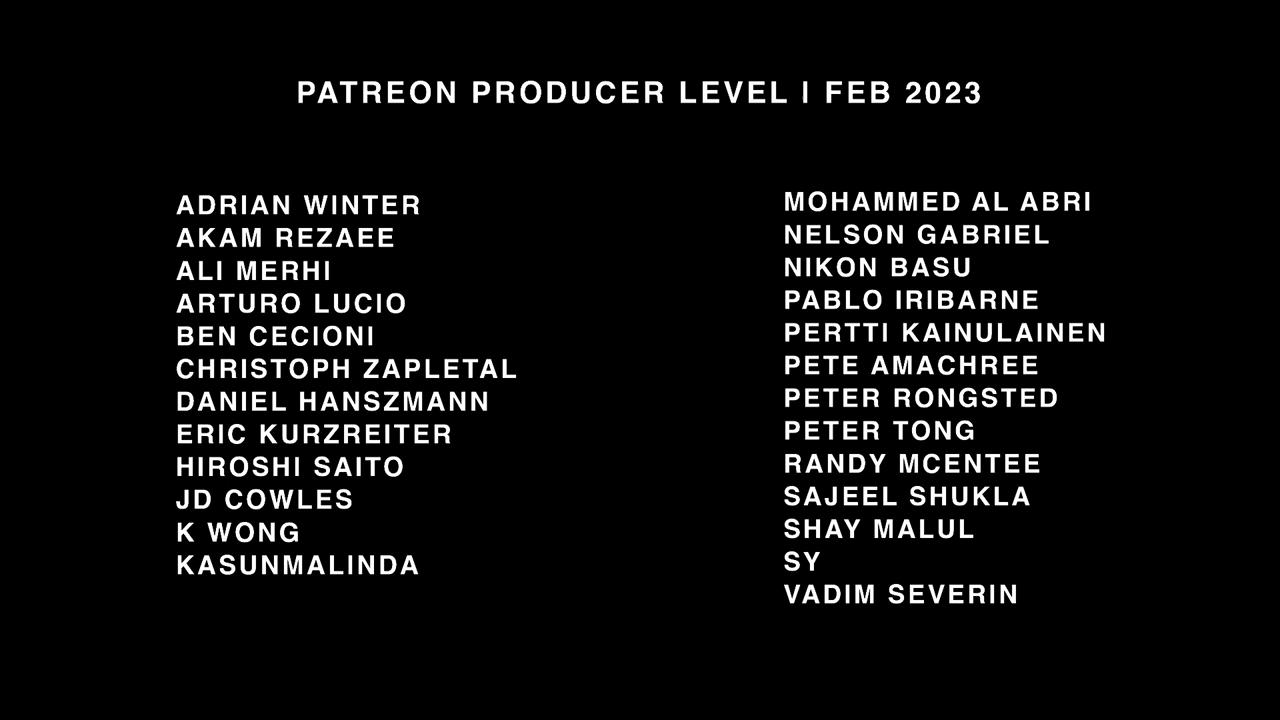 PATREON PRODUCER LEVEL | FEB 2023
ADRIAN WINTER
AKAM REZAEE
ALI MERHI
ARTURO LUCIO
BEN CECIONI
CHRISTOPH ZAPLETAL
DANIEL HANSZMANN
ERIC KURZREITER
HIROSHI SAITO
JD COWLES
K WONG
KASUNMALINDA
MOHAMMED AL ABRI
NELSON GABRIEL
NIKON BASU
PABLO IRIBARNE
PERTTI KAINULAINEN
PETE AMACHREE
PETER RONGSTED
PETER TONG
RANDY MCENTEE
SAJEEL SHUKLA
SHAY MALUL
SY
VADIM SEVERIN